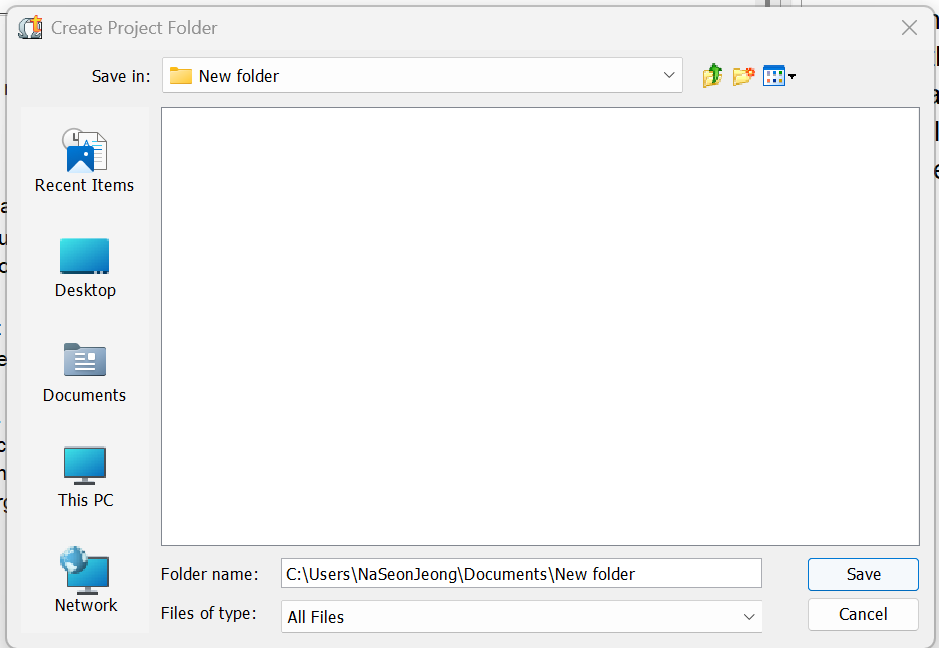 Create Project Folder
Save in: New folder
Recent Items
Desktop
Documents
This PC
Network
Folder name: C:\Users\NaSeonJeong\Documents\New folder Save
Files of type: All Files Cancel